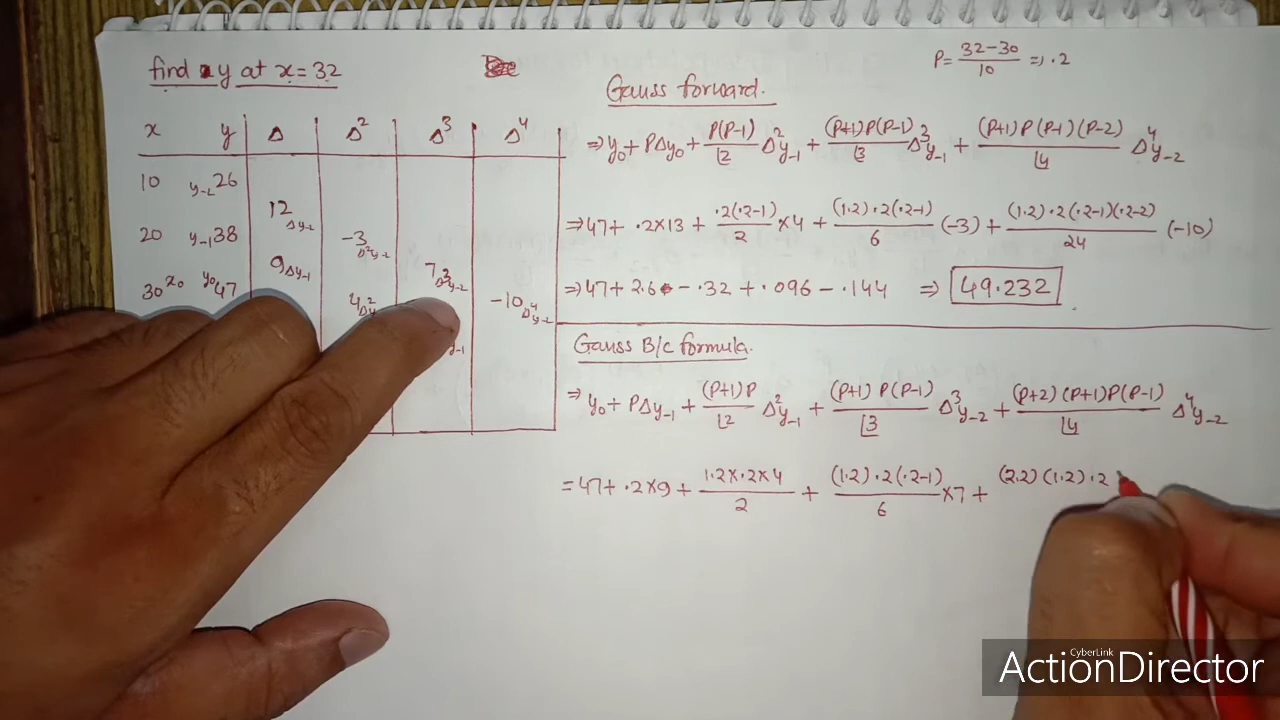 find y at x = 32
P = 32-30/10 ⇒ .2
Gauss forward.
x y Δ Δ² Δ³ Δ⁴
⇒ y₀ + PΔy₀ + P(P-1)/⌊2 Δ²y₋₁ + (P+1)P(P-1)/⌊3 Δ³y₋₁ + (P+1)P(P-1)(P-2)/⌊4 Δ⁴y₋₂
10 y₋₂ 26
12 Δy₋₂
20 y₋₁ 38
-3 Δ²y₋₂
⇒ 47 + .2×13 + .2(.2-1)/2 ×4 + (1.2).2(.2-1)/6 (-3) + (1.2).2(.2-1)(.2-2)/24 (-10)
9 Δy₋₁
7 Δ³y₋₂
30 x₀ y₀ 47
4 Δ²y
-10 Δ⁴y₋₂
⇒ 47 + 2.6 - .32 + .096 - .144 ⇒ 49.232
y₋₁
Gauss B/c formula.
⇒ y₀ + PΔy₋₁ + (P+1)P/⌊2 Δ²y₋₁ + (P+1)P(P-1)/⌊3 Δ³y₋₂ + (P+2)(P+1)P(P-1)/⌊4 Δ⁴y₋₂
= 47 + .2×9 + 1.2×.2×4/2 + (1.2).2(.2-1)/6 ×7 + (2.2)(1.2).2
CyberLink
ActionDirector